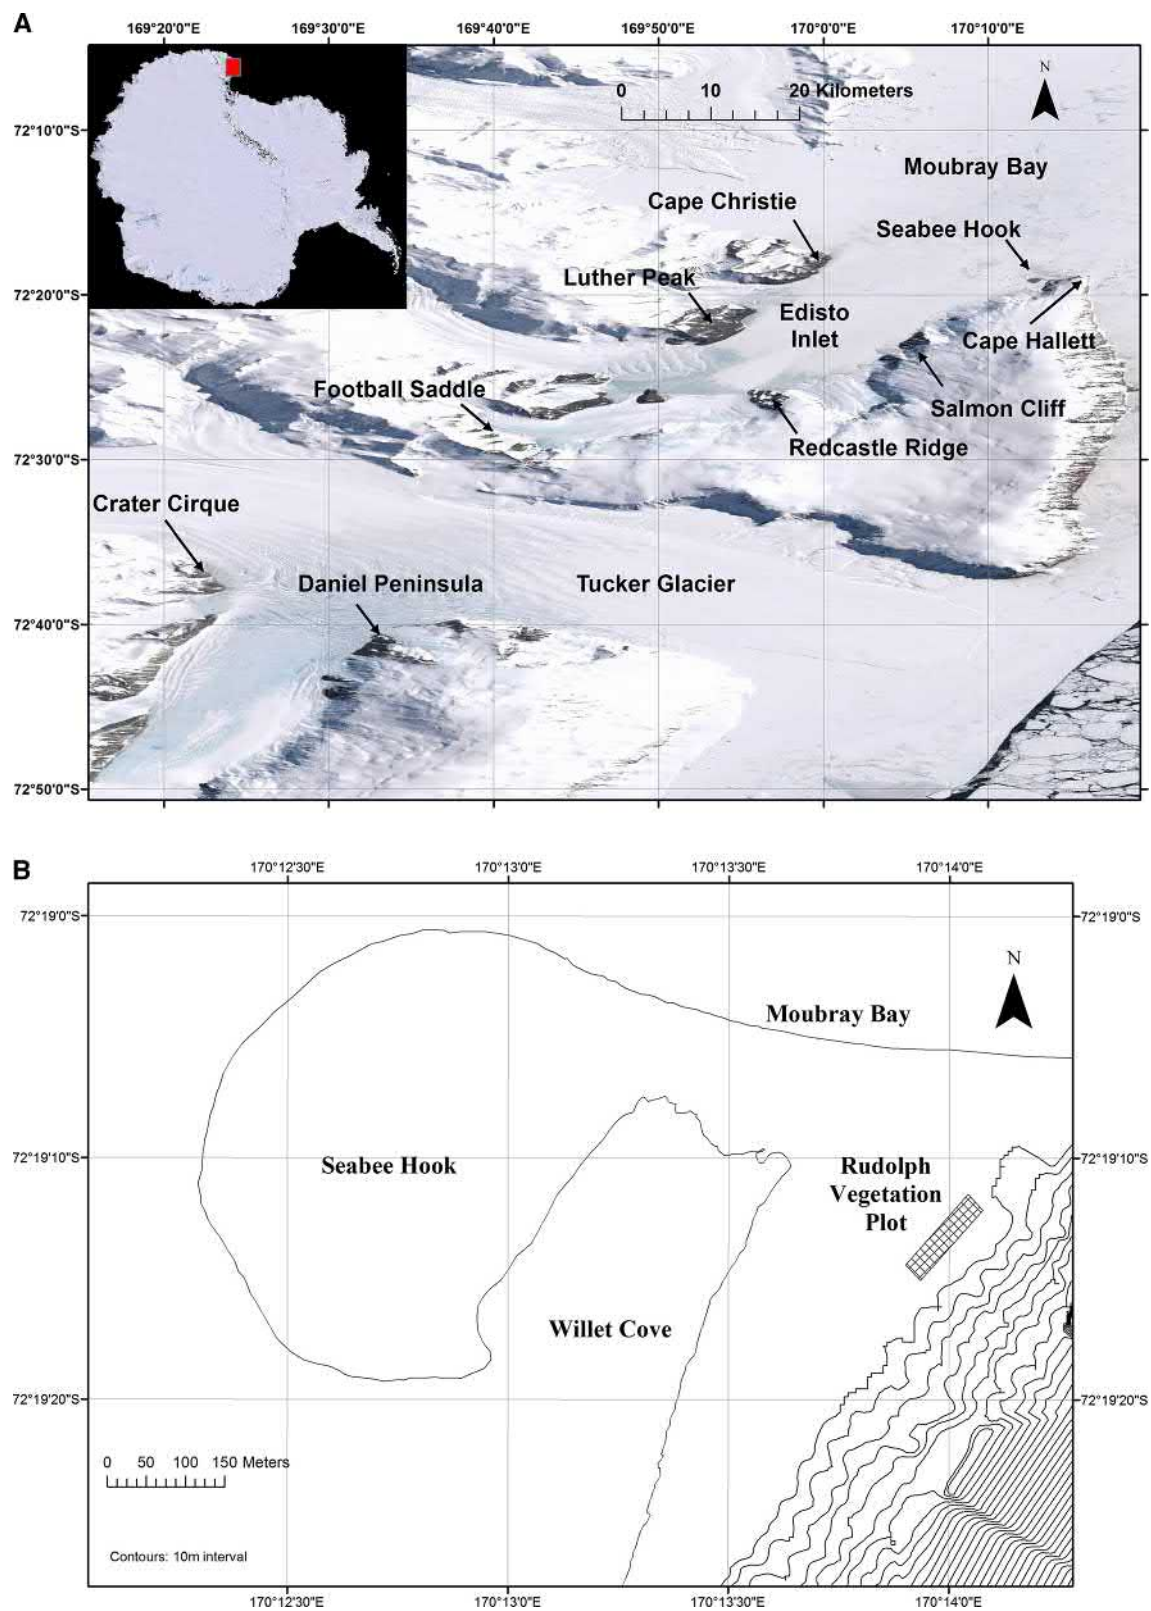 A
169°20'0"E 169°30'0"E 169°40'0"E 169°50'0"E 170°0'0"E 170°10'0"E
N
0 10 20 Kilometers
72°10'0"S
Moubray Bay
Cape Christie
Seabee Hook
Luther Peak
72°20'0"S
Edisto
Inlet
Cape Hallett
Football Saddle
Salmon Cliff
Redcastle Ridge
72°30'0"S
Crater Cirque
Daniel Peninsula
Tucker Glacier
72°40'0"S
72°50'0"S
B
170°12'30"E 170°13'0"E 170°13'30"E 170°14'0"E
72°19'0"S 72°19'0"S
N
Moubray Bay
72°19'10"S 72°19'10"S
Seabee Hook
Rudolph
Vegetation
Plot
Willet Cove
72°19'20"S 72°19'20"S
0 50 100 150 Meters
Contours: 10m interval
170°12'30"E 170°13'0"E 170°13'30"E 170°14'0"E